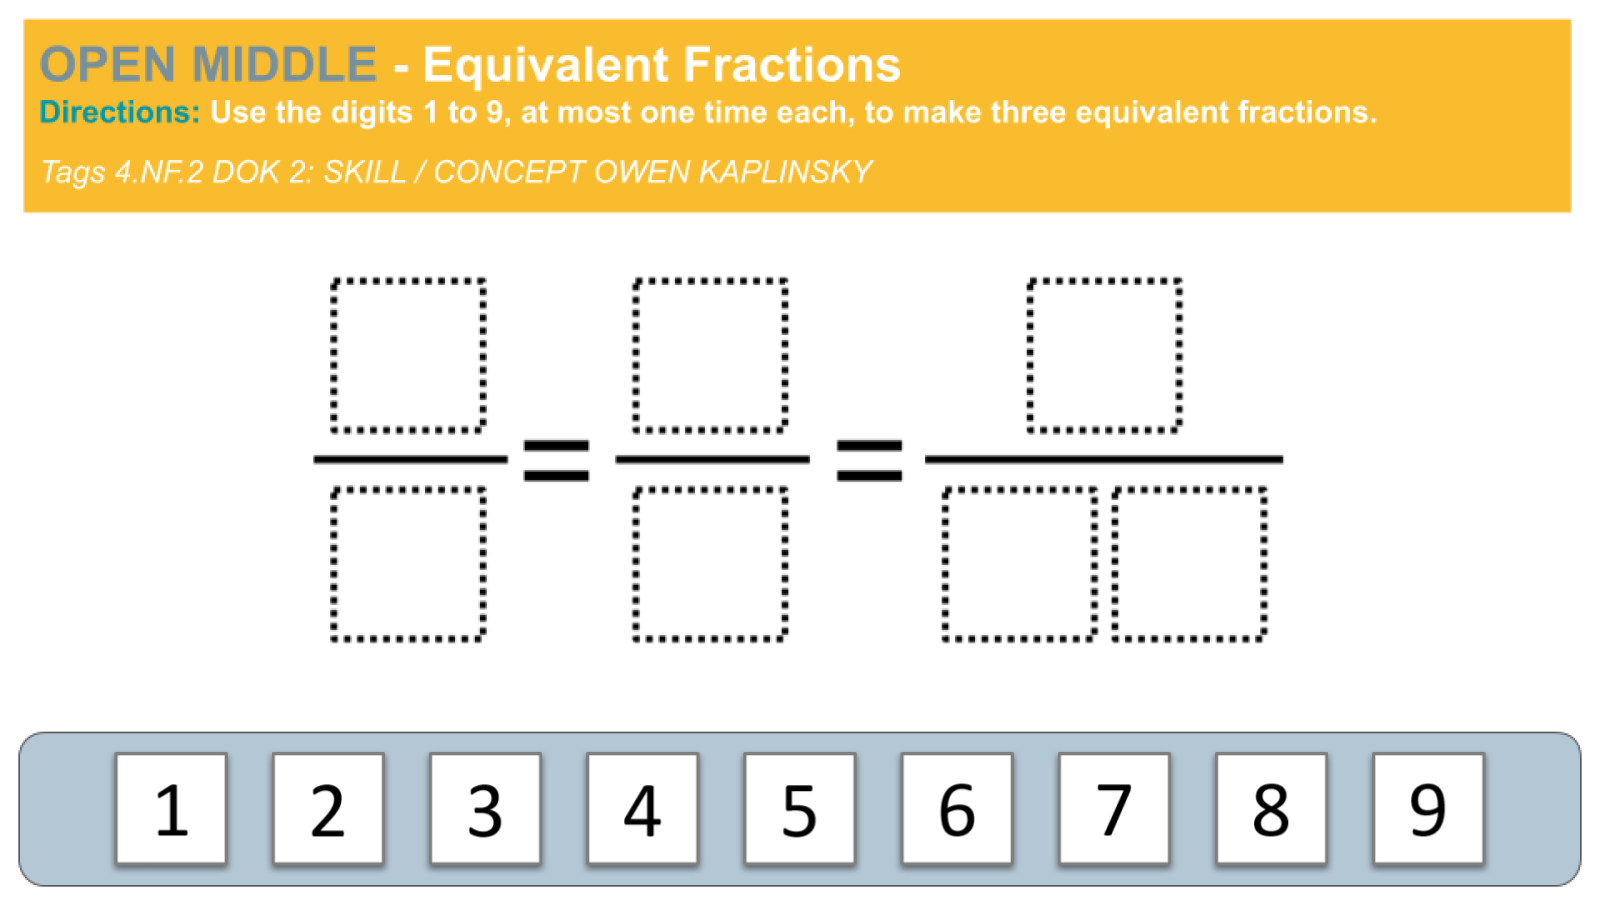 OPEN MIDDLE - Equivalent Fractions
Directions: Use the digits 1 to 9, at most one time each, to make three equivalent fractions.
Tags 4.NF.2 DOK 2: SKILL / CONCEPT OWEN KAPLINSKY
= =
1 2 3 4 5 6 7 8 9